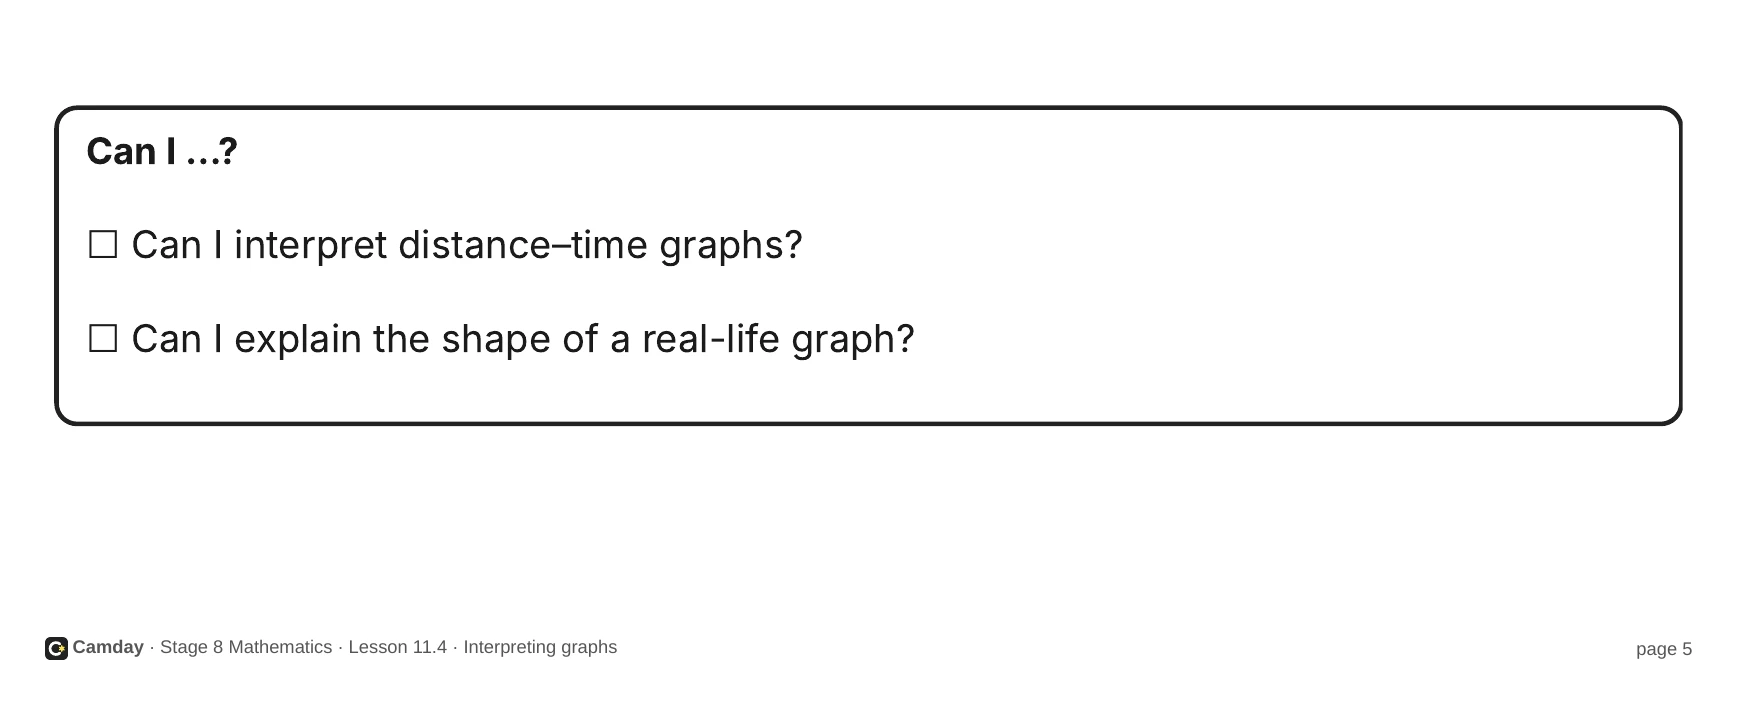 Can I …?
☐ Can I interpret distance–time graphs?
☐ Can I explain the shape of a real-life graph?
Camday · Stage 8 Mathematics · Lesson 11.4 · Interpreting graphs
page 5